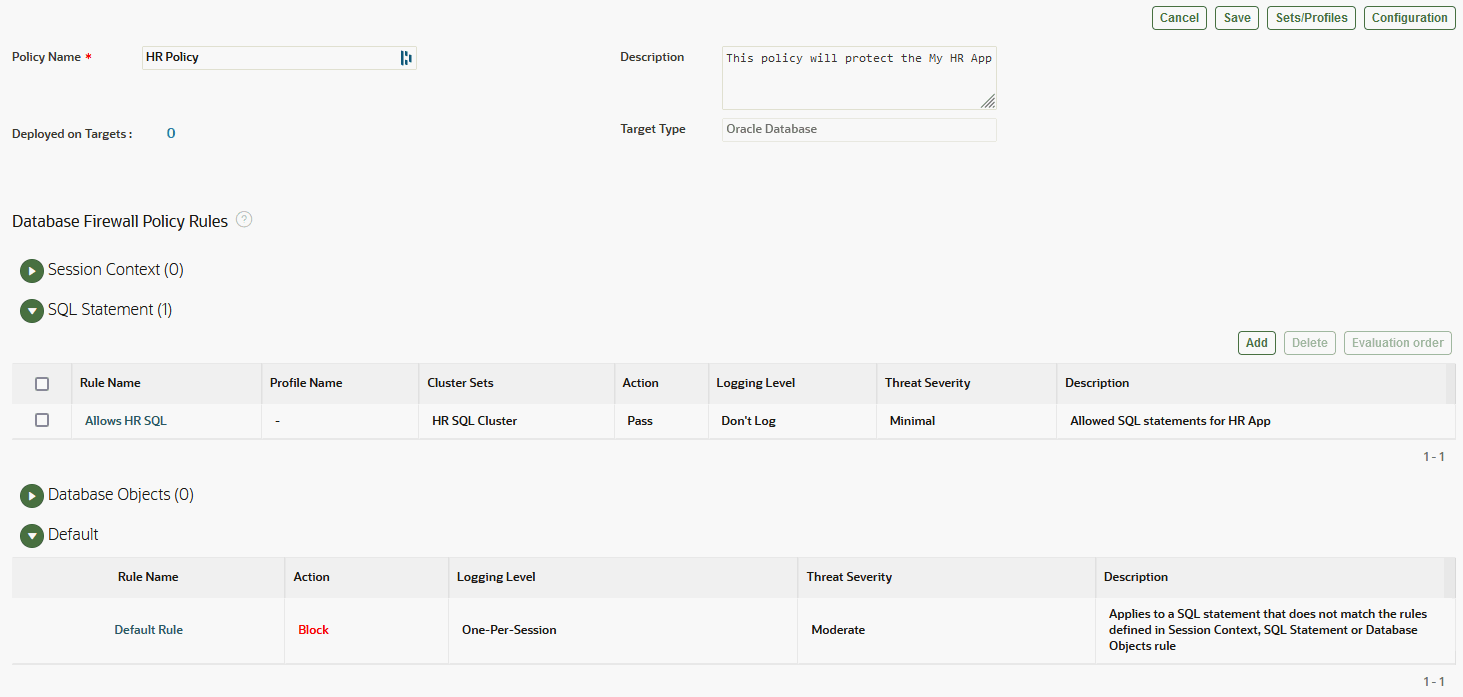 Cancel Save Sets/Profiles Configuration
Policy Name * HR Policy Description This policy will protect the My HR App
Deployed on Targets : 0 Target Type Oracle Database
Database Firewall Policy Rules ?
Session Context (0)
SQL Statement (1)
Add Delete Evaluation order
Rule Name Profile Name Cluster Sets Action Logging Level Threat Severity Description
Allows HR SQL - HR SQL Cluster Pass Don't Log Minimal Allowed SQL statements for HR App
1 - 1
Database Objects (0)
Default
Rule Name Action Logging Level Threat Severity Description
Default Rule Block One-Per-Session Moderate Applies to a SQL statement that does not match the rules
defined in Session Context, SQL Statement or Database
Objects rule
1 - 1